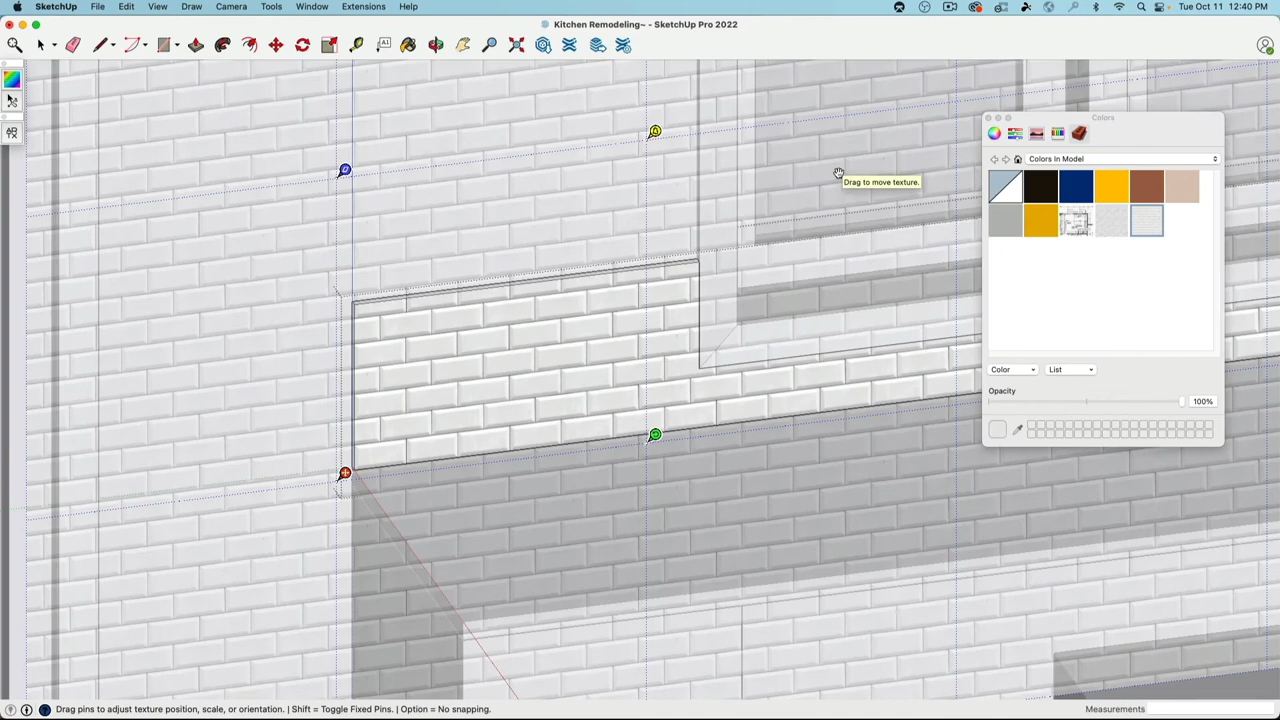 SketchUp File Edit View Camera Draw Tools Window Extensions Help
Tue Oct 11 12:40 PM
Kitchen Remodeling~ - SketchUp Pro 2022
Colors
Colors In Model
Drag to move texture.
Color List
Opacity
100%
Drag pins to adjust texture position, scale, or orientation. | Shift = Toggle Fixed Pins. | Option = No snapping.
Measurements